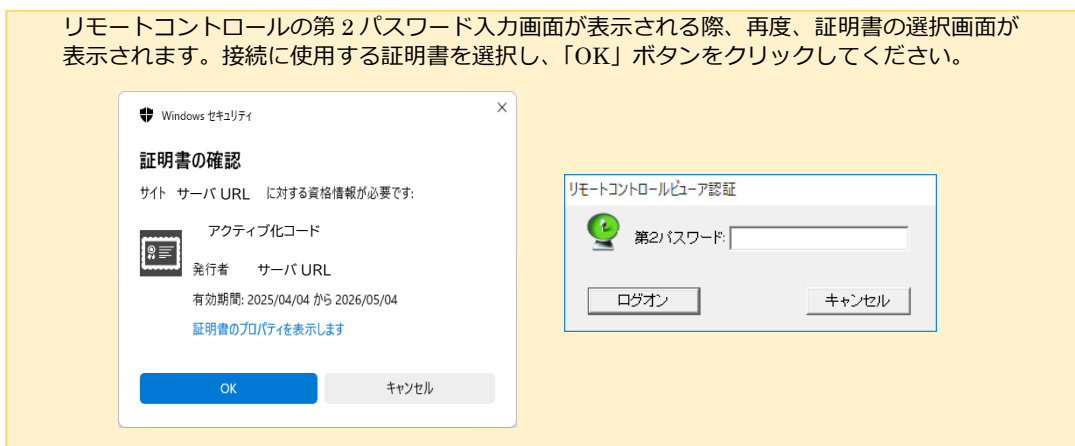 リモートコントロールの第 2 パスワード入力画面が表示される際、再度、証明書の選択画面が
表示されます。接続に使用する証明書を選択し、「OK」ボタンをクリックしてください。
Windows セキュリティ
証明書の確認
サイト サーバ URL に対する資格情報が必要です:
アクティブ化コード
発行者 サーバ URL
有効期間: 2025/04/04 から 2026/05/04
証明書のプロパティを表示します
OK キャンセル
リモートコントロールビューア認証
第2パスワード:
ログオン キャンセル